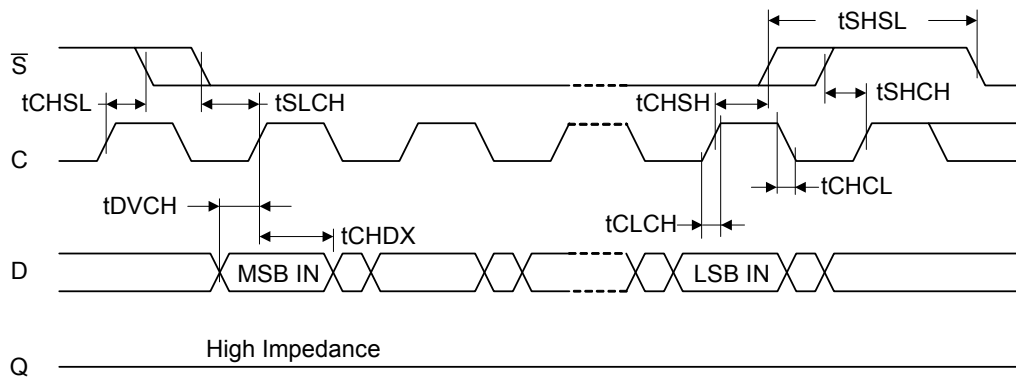 tSHSL
S̅
tCHSL
tSLCH
tCHSH
tSHCH
C
tDVCH
tCHDX
tCLCH
tCHCL
D
MSB IN
LSB IN
High Impedance
Q